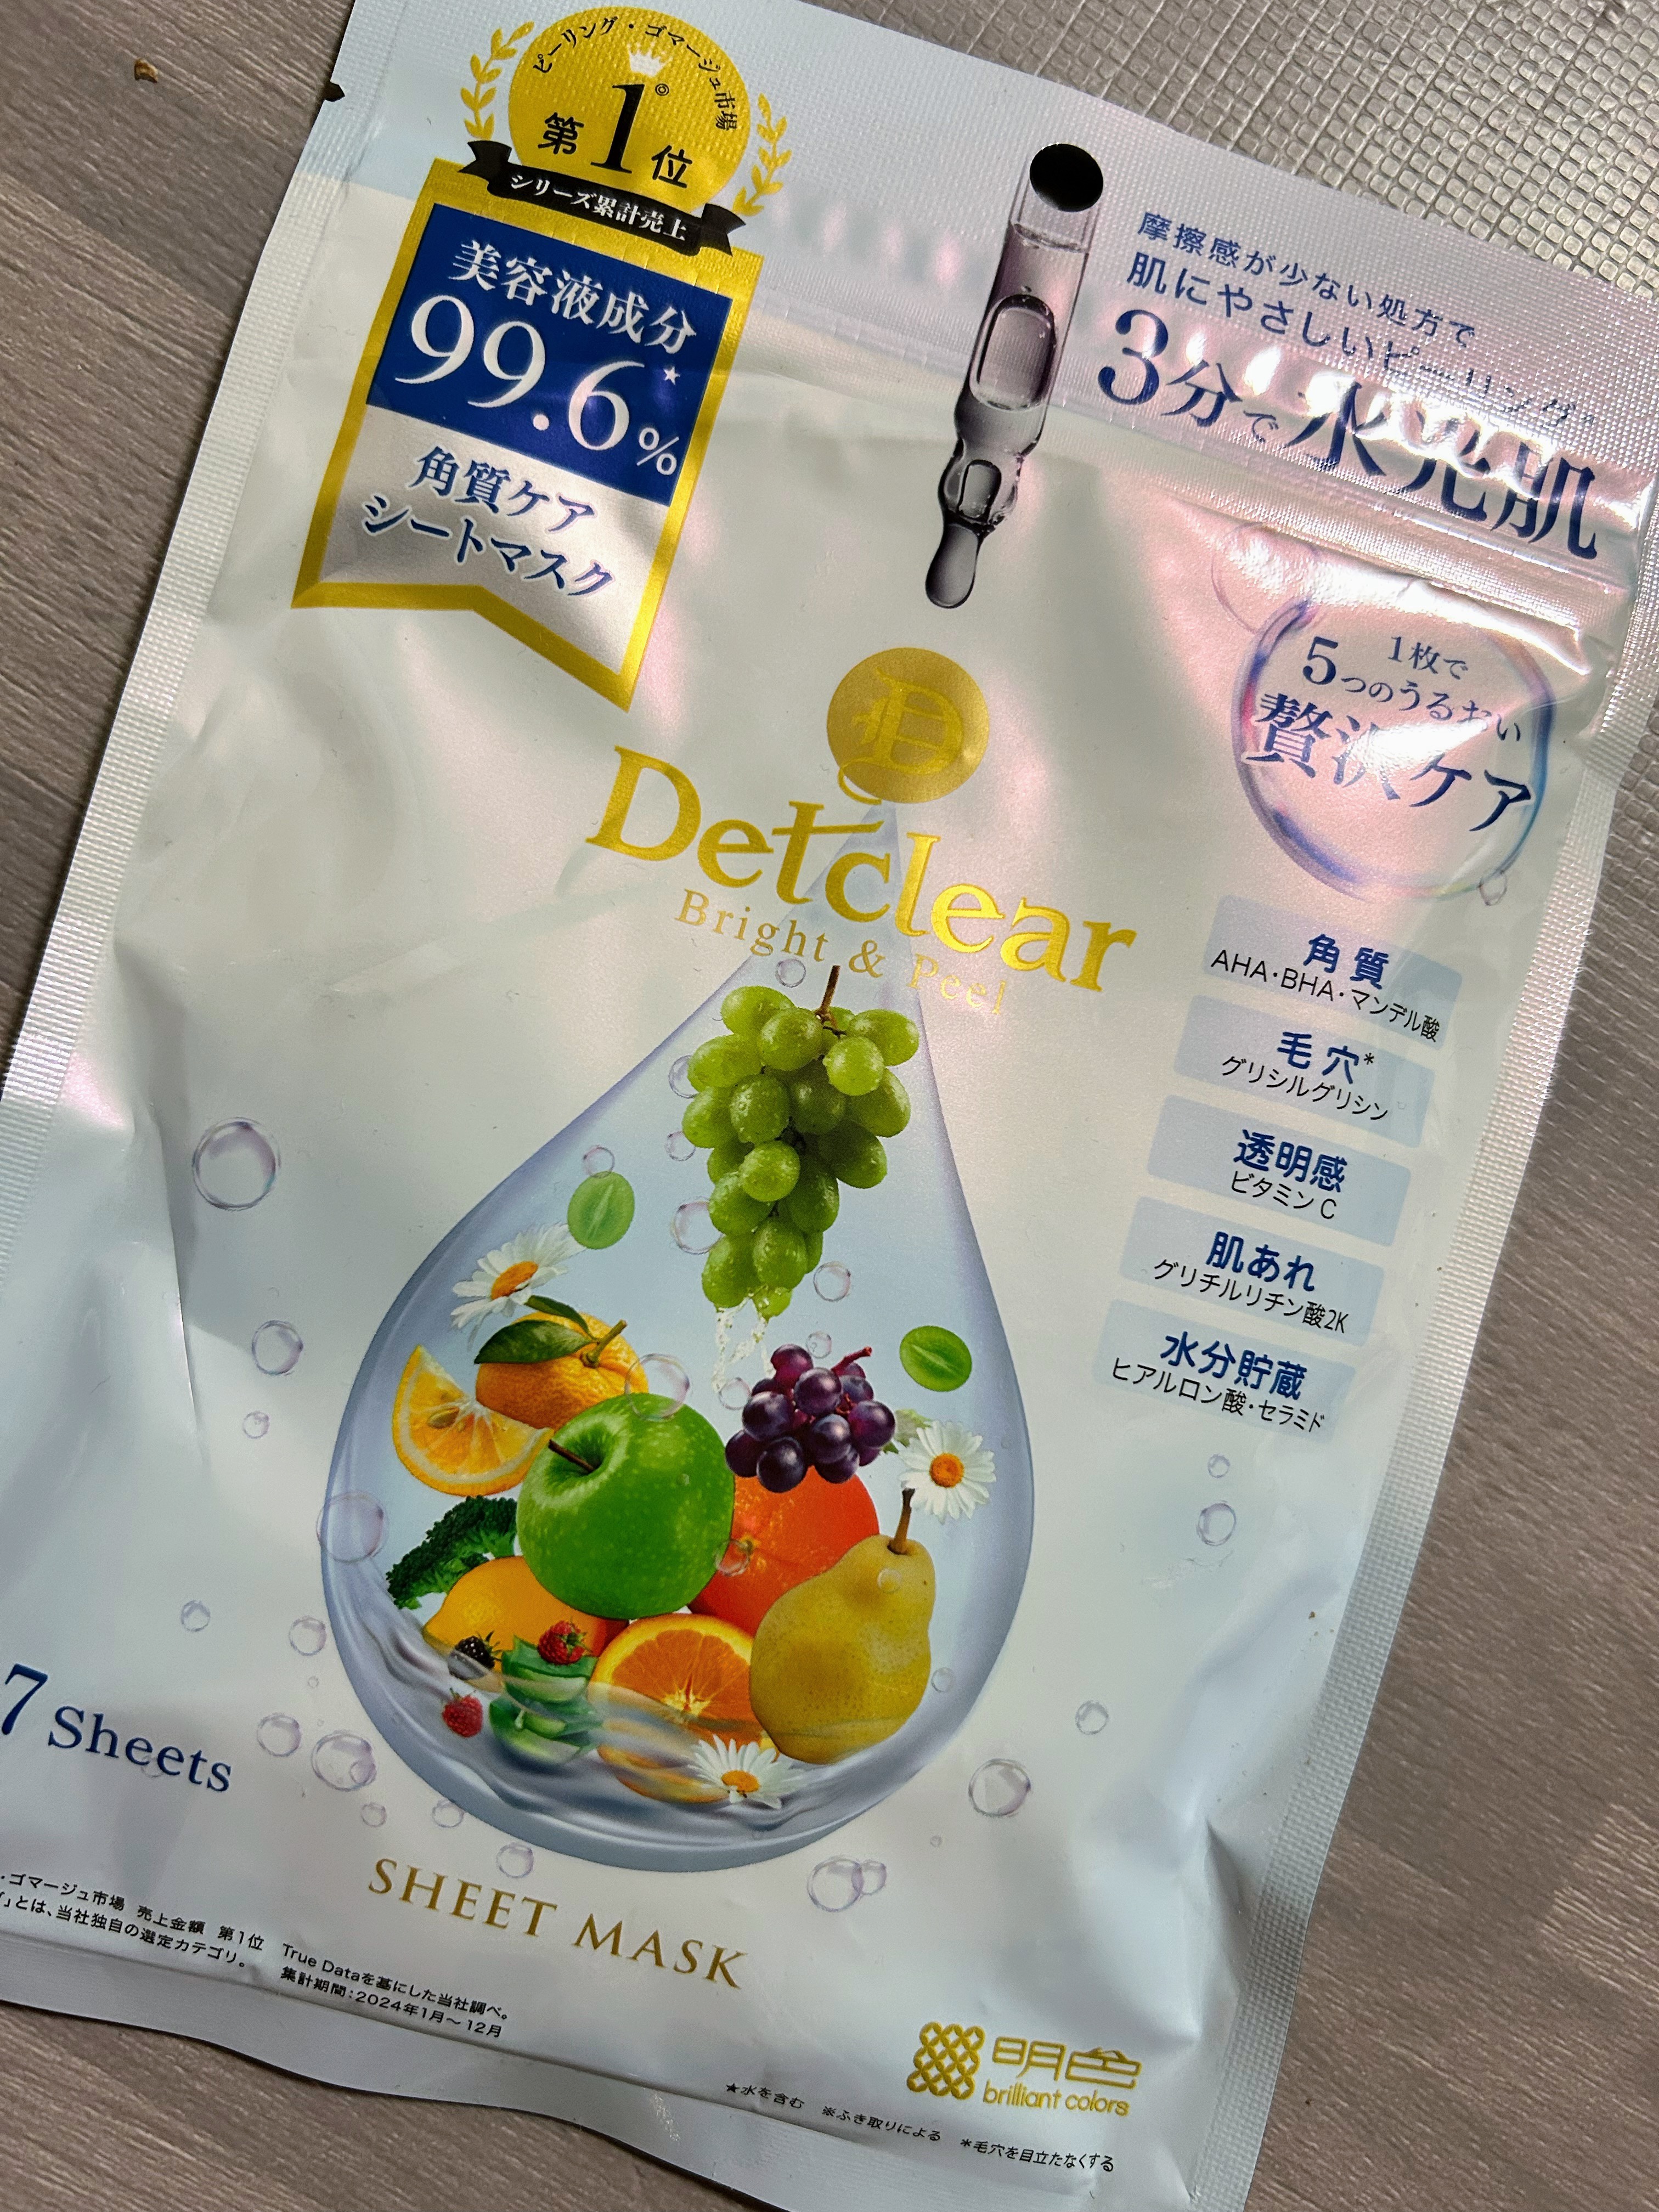 ピーリング・ゴマージュ市場
第1位◎
シリーズ累計売上
美容液成分
99.6★%
角質ケア
シートマスク
摩擦感が少ない処方で
肌にやさしいピーリング※
3分で水光肌
1枚で
5つのうるおい
贅沢ケア
D
Detclear
Bright & Peel
角質
AHA・BHA・マンデル酸
毛穴*
グリシルグリシン
透明感
ビタミンC
肌あれ
グリチルリチン酸2K
水分貯蔵
ヒアルロン酸・セラミド
7 Sheets
SHEET MASK
・ゴマージュ市場 売上金額 第1位 True Dataを基にした当社調べ。
」とは、当社独自の選定カテゴリ。 集計期間:2024年1月〜12月
明色
brilliant colors
★水を含む ※ふき取りによる *毛穴を目立たなくする